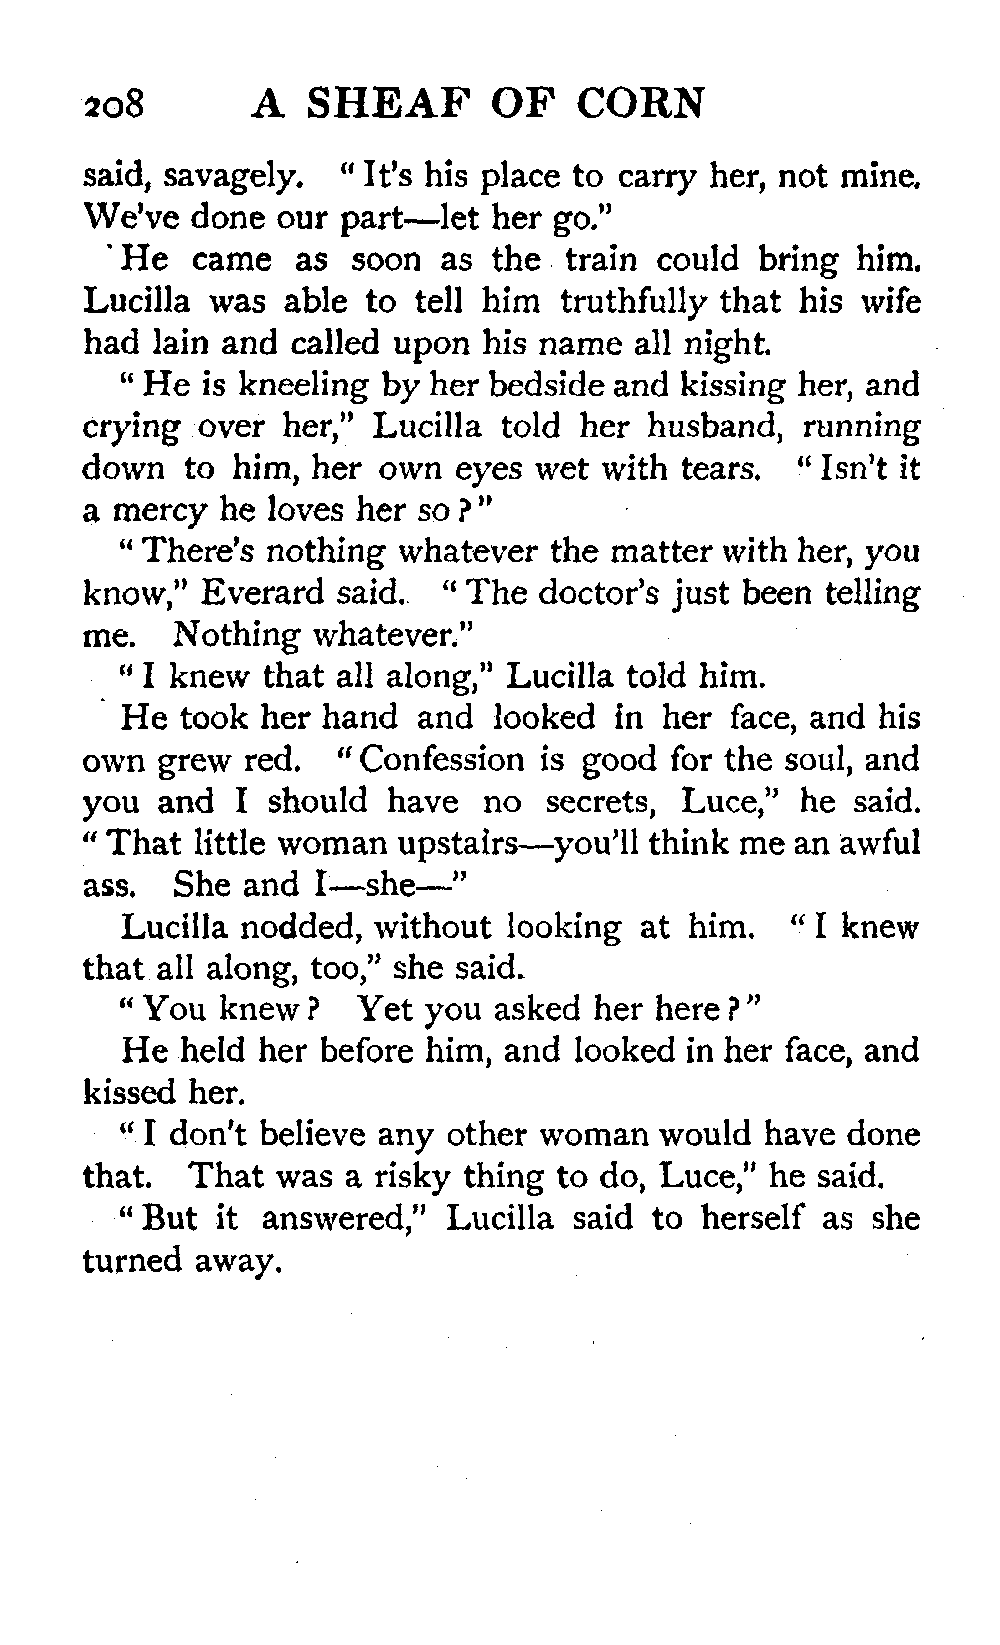 208 A SHEAF OF CORN
said, savagely. "It's his place to carry her, not mine.
We've done our part—let her go."
He came as soon as the train could bring him.
Lucilla was able to tell him truthfully that his wife
had lain and called upon his name all night.
"He is kneeling by her bedside and kissing her, and
crying over her," Lucilla told her husband, running
down to him, her own eyes wet with tears. "Isn't it
a mercy he loves her so?"
"There's nothing whatever the matter with her, you
know," Everard said. "The doctor's just been telling
me. Nothing whatever."
"I knew that all along," Lucilla told him.
He took her hand and looked in her face, and his
own grew red. "Confession is good for the soul, and
you and I should have no secrets, Luce," he said.
"That little woman upstairs—you'll think me an awful
ass. She and I—she—"
Lucilla nodded, without looking at him. "I knew
that all along, too," she said.
"You knew? Yet you asked her here?"
He held her before him, and looked in her face, and
kissed her.
"I don't believe any other woman would have done
that. That was a risky thing to do, Luce," he said.
"But it answered," Lucilla said to herself as she
turned away.